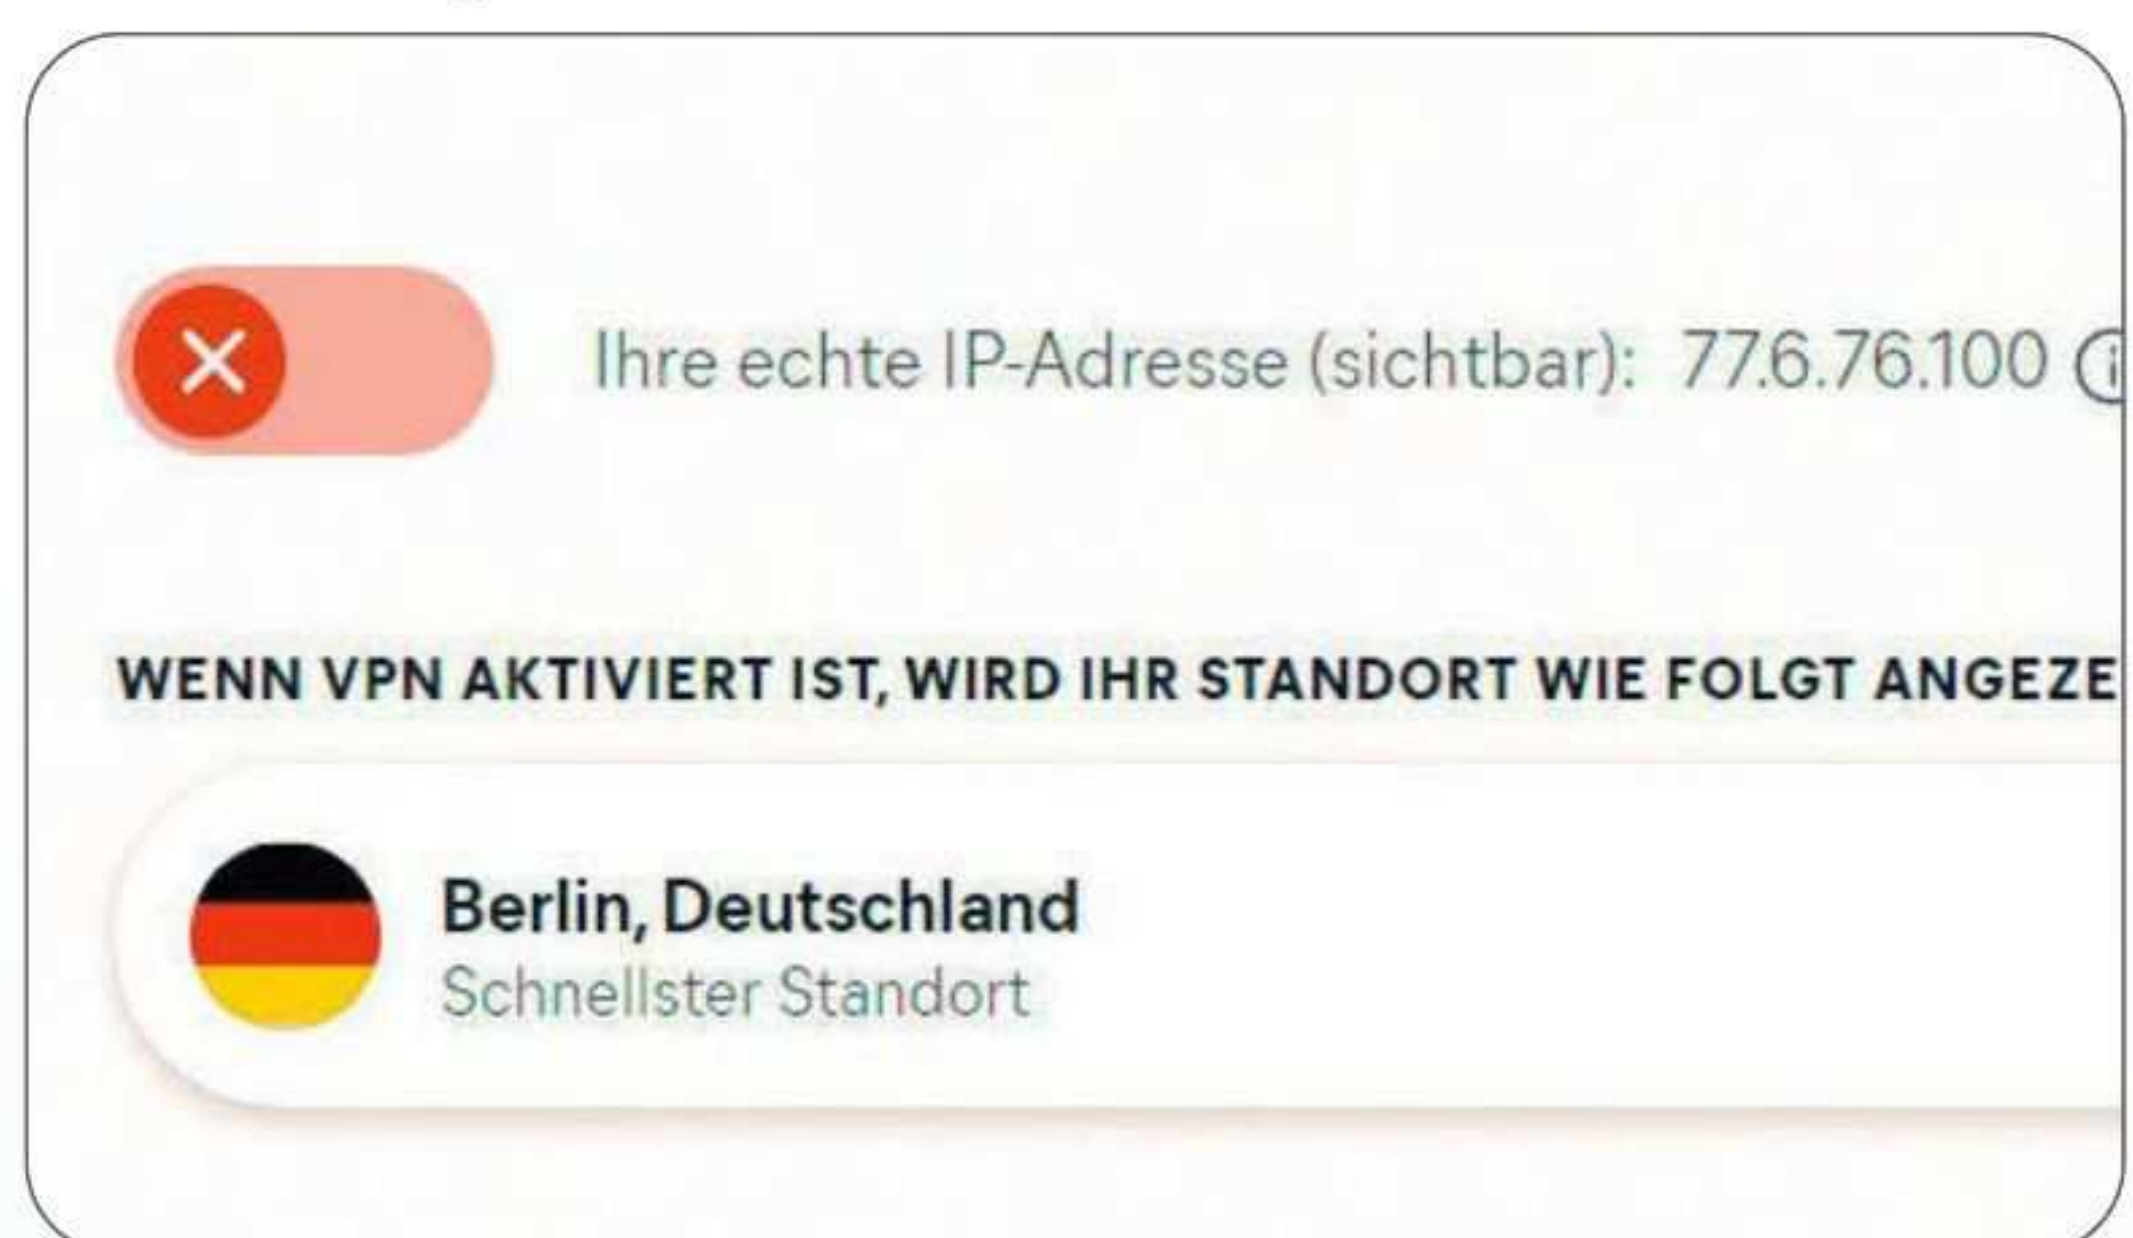 Ihre echte IP-Adresse (sichtbar): 77.6.76.100
WENN VPN AKTIVIERT IST, WIRD IHR STANDORT WIE FOLGT ANGEZE
Berlin, Deutschland
Schnellster Standort